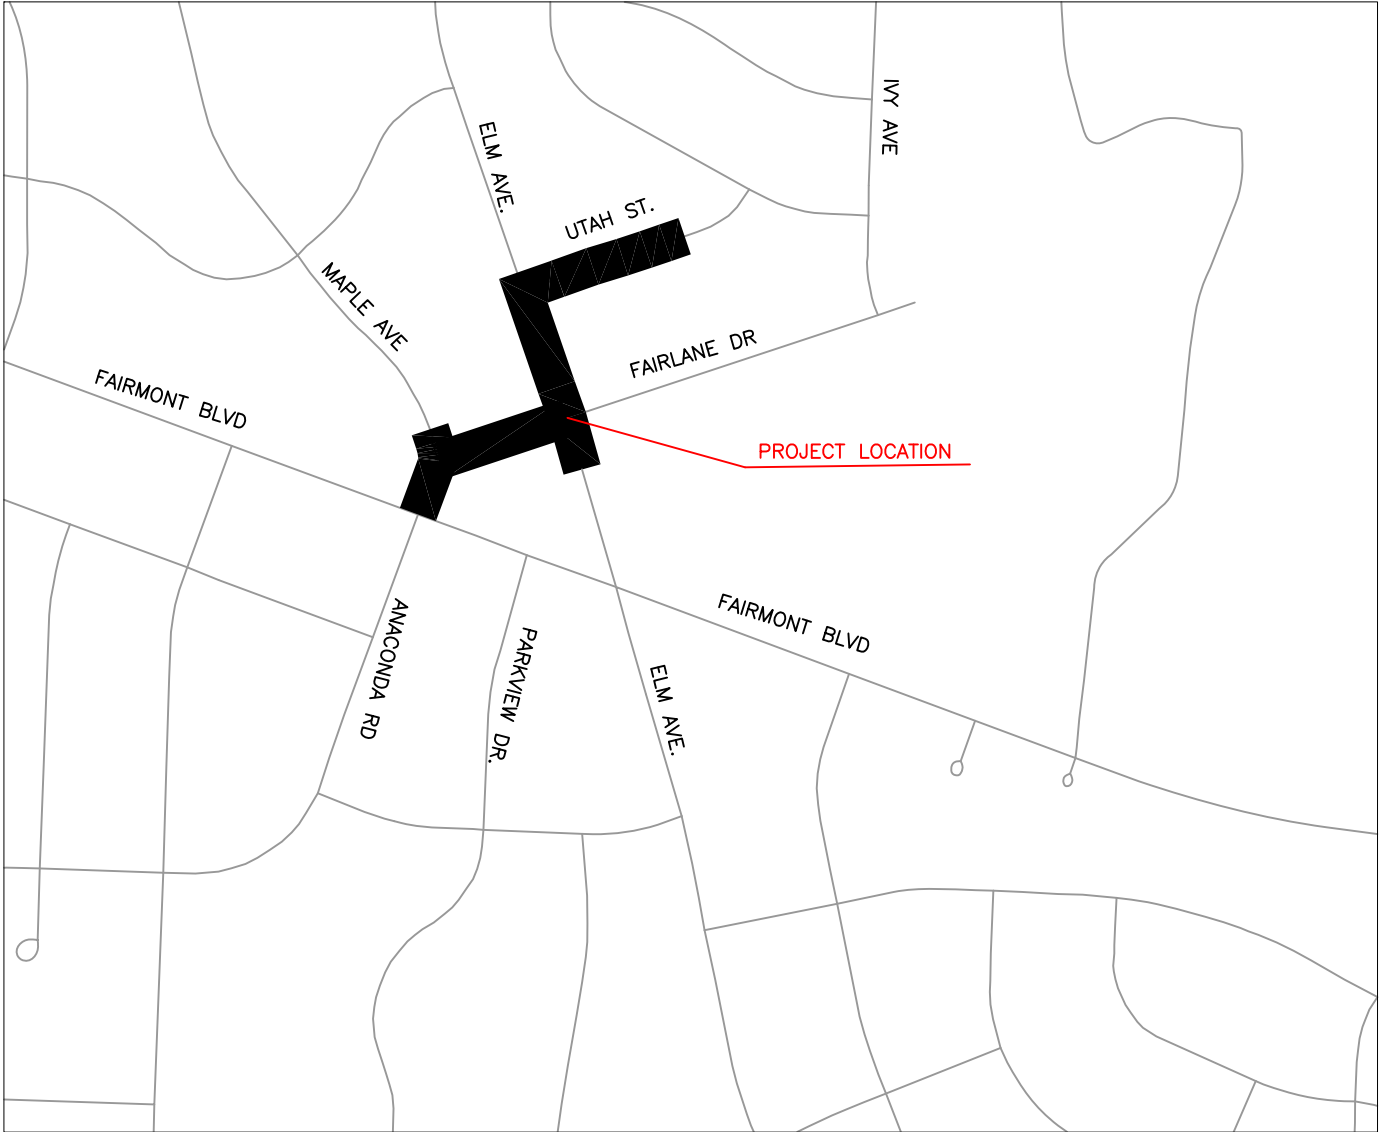 IVY AVE
ELM AVE.
UTAH ST.
MAPLE AVE
FAIRLANE DR
FAIRMONT BLVD
PROJECT LOCATION
FAIRMONT BLVD
ANACONDA RD
PARKVIEW DR.
ELM AVE.